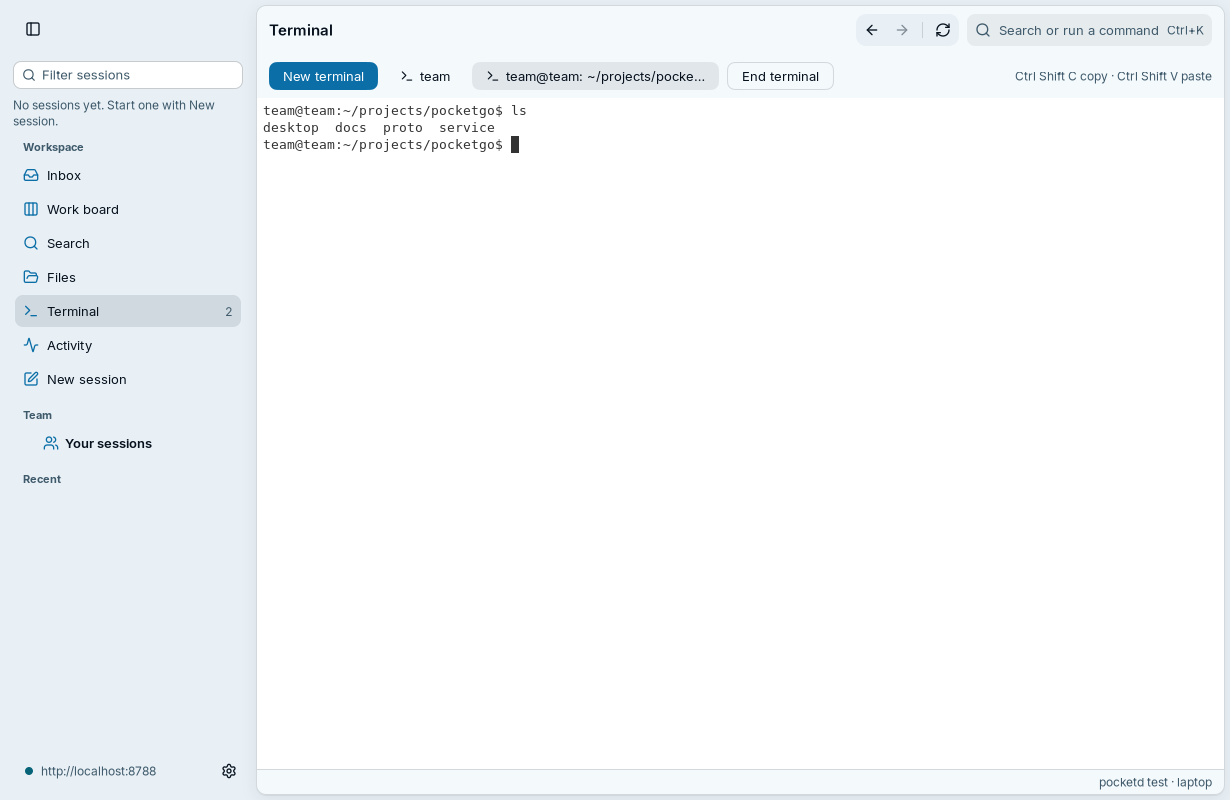 Filter sessions
No sessions yet. Start one with New
session.
Workspace
Inbox
Work board
Search
Files
Terminal 2
Activity
New session
Team
Your sessions
Recent
http://localhost:8788
Terminal
Search or run a command Ctrl+K
New terminal
team
team@team: ~/projects/pocke...
End terminal
Ctrl Shift C copy · Ctrl Shift V paste
team@team:~/projects/pocketgo$ ls
desktop  docs  proto  service
team@team:~/projects/pocketgo$
pocketd test · laptop